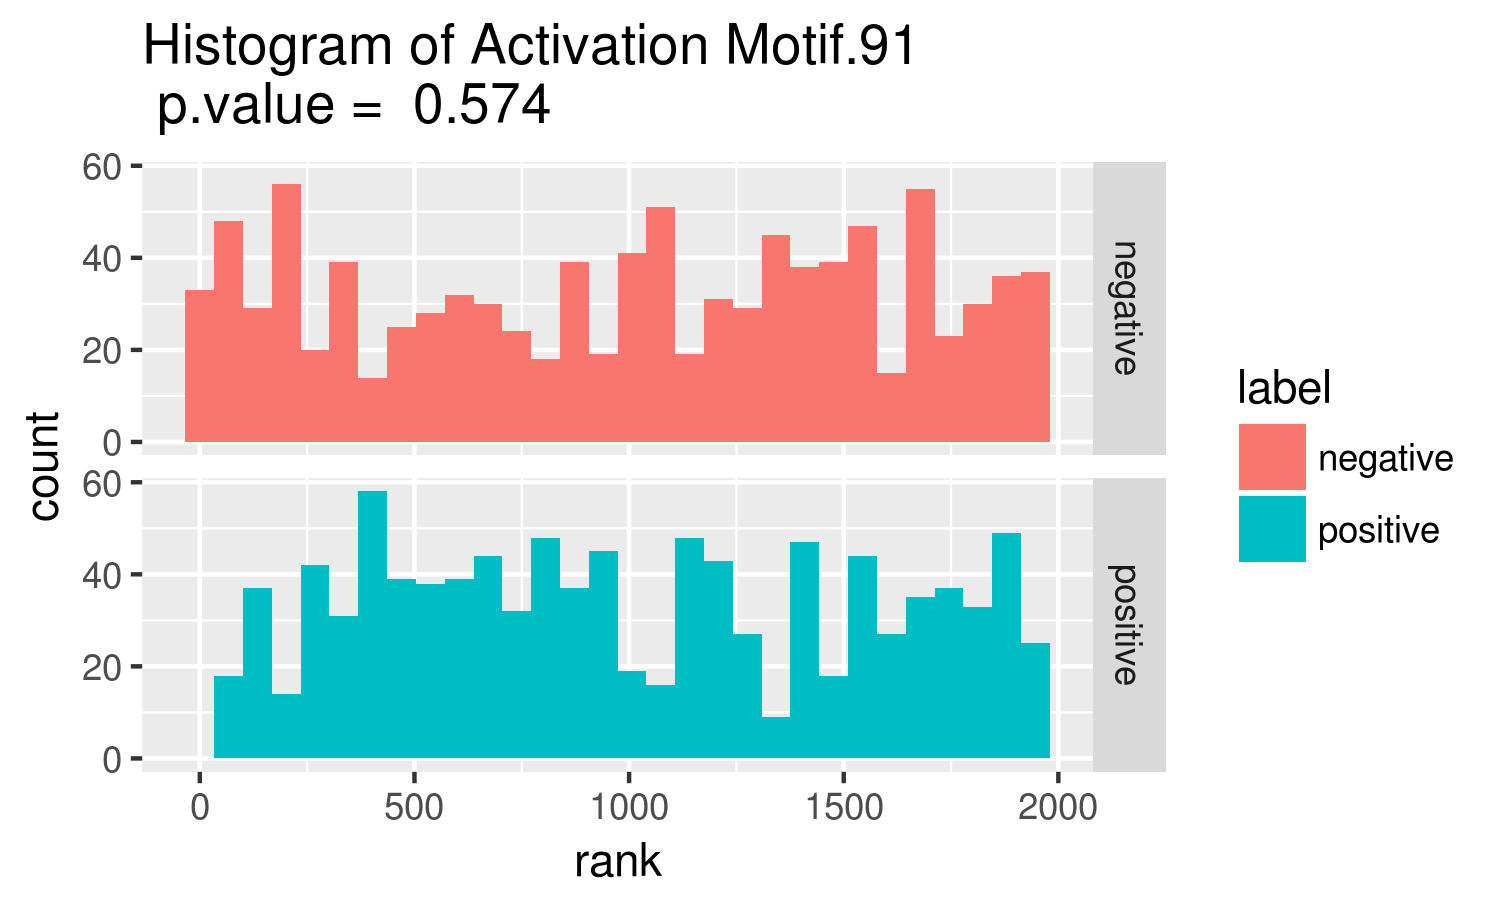 Histogram of Activation Motif.91
p.value = 0.574
60
40
20
0
negative
count
60
40
20
0
positive
0 500 1000 1500 2000
rank
label
negative
positive